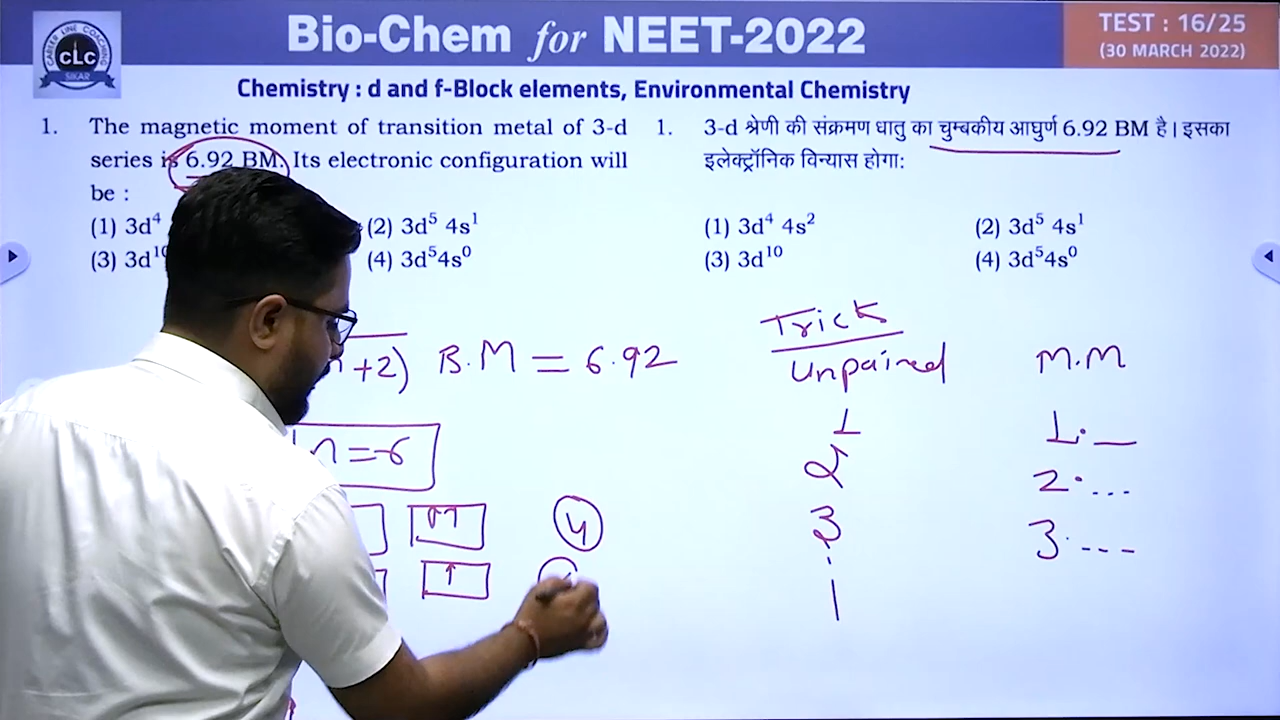 CAREER LINE COACHING
CLC
SIKAR
Bio-Chem for NEET-2022
TEST : 16/25
(30 MARCH 2022)
Chemistry : d and f-Block elements, Environmental Chemistry
1. The magnetic moment of transition metal of 3-d
series is 6.92 BM. Its electronic configuration will
be :
(1) 3d⁴
(2) 3d⁵ 4s¹
(3) 3d¹⁰
(4) 3d⁵4s⁰
1. 3-d श्रेणी की संक्रमण धातु का चुम्बकीय आघुर्ण 6.92 BM है। इसका
इलेक्ट्रॉनिक विन्यास होगा:
(1) 3d⁴ 4s²
(2) 3d⁵ 4s¹
(3) 3d¹⁰
(4) 3d⁵4s⁰
+2) B.M = 6.92
n=6
↑↑ 4
↑
Trick
Unpaired M.M
1 1.__
2 2....
3 3.---